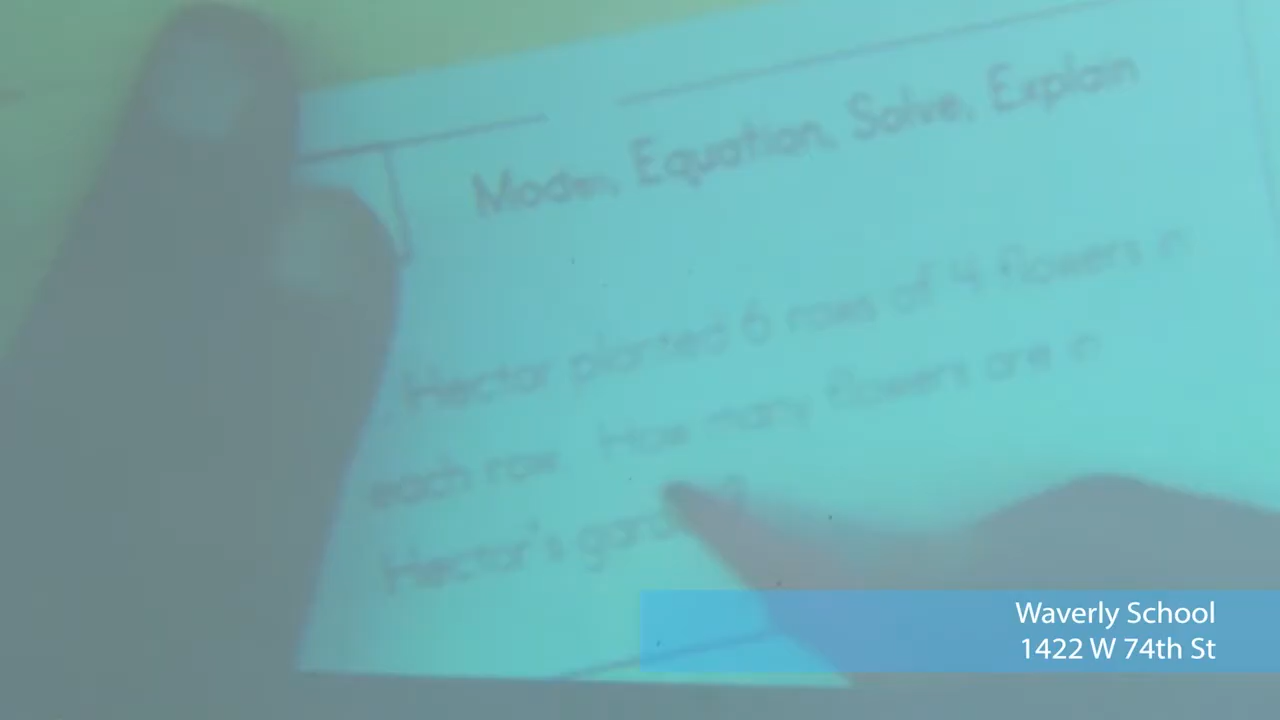 Model, Equation, Solve, Explain
Hector planted 6 rows of 4 flowers in
each row. How many flowers are in
Hector's
Waverly School
1422 W 74th St